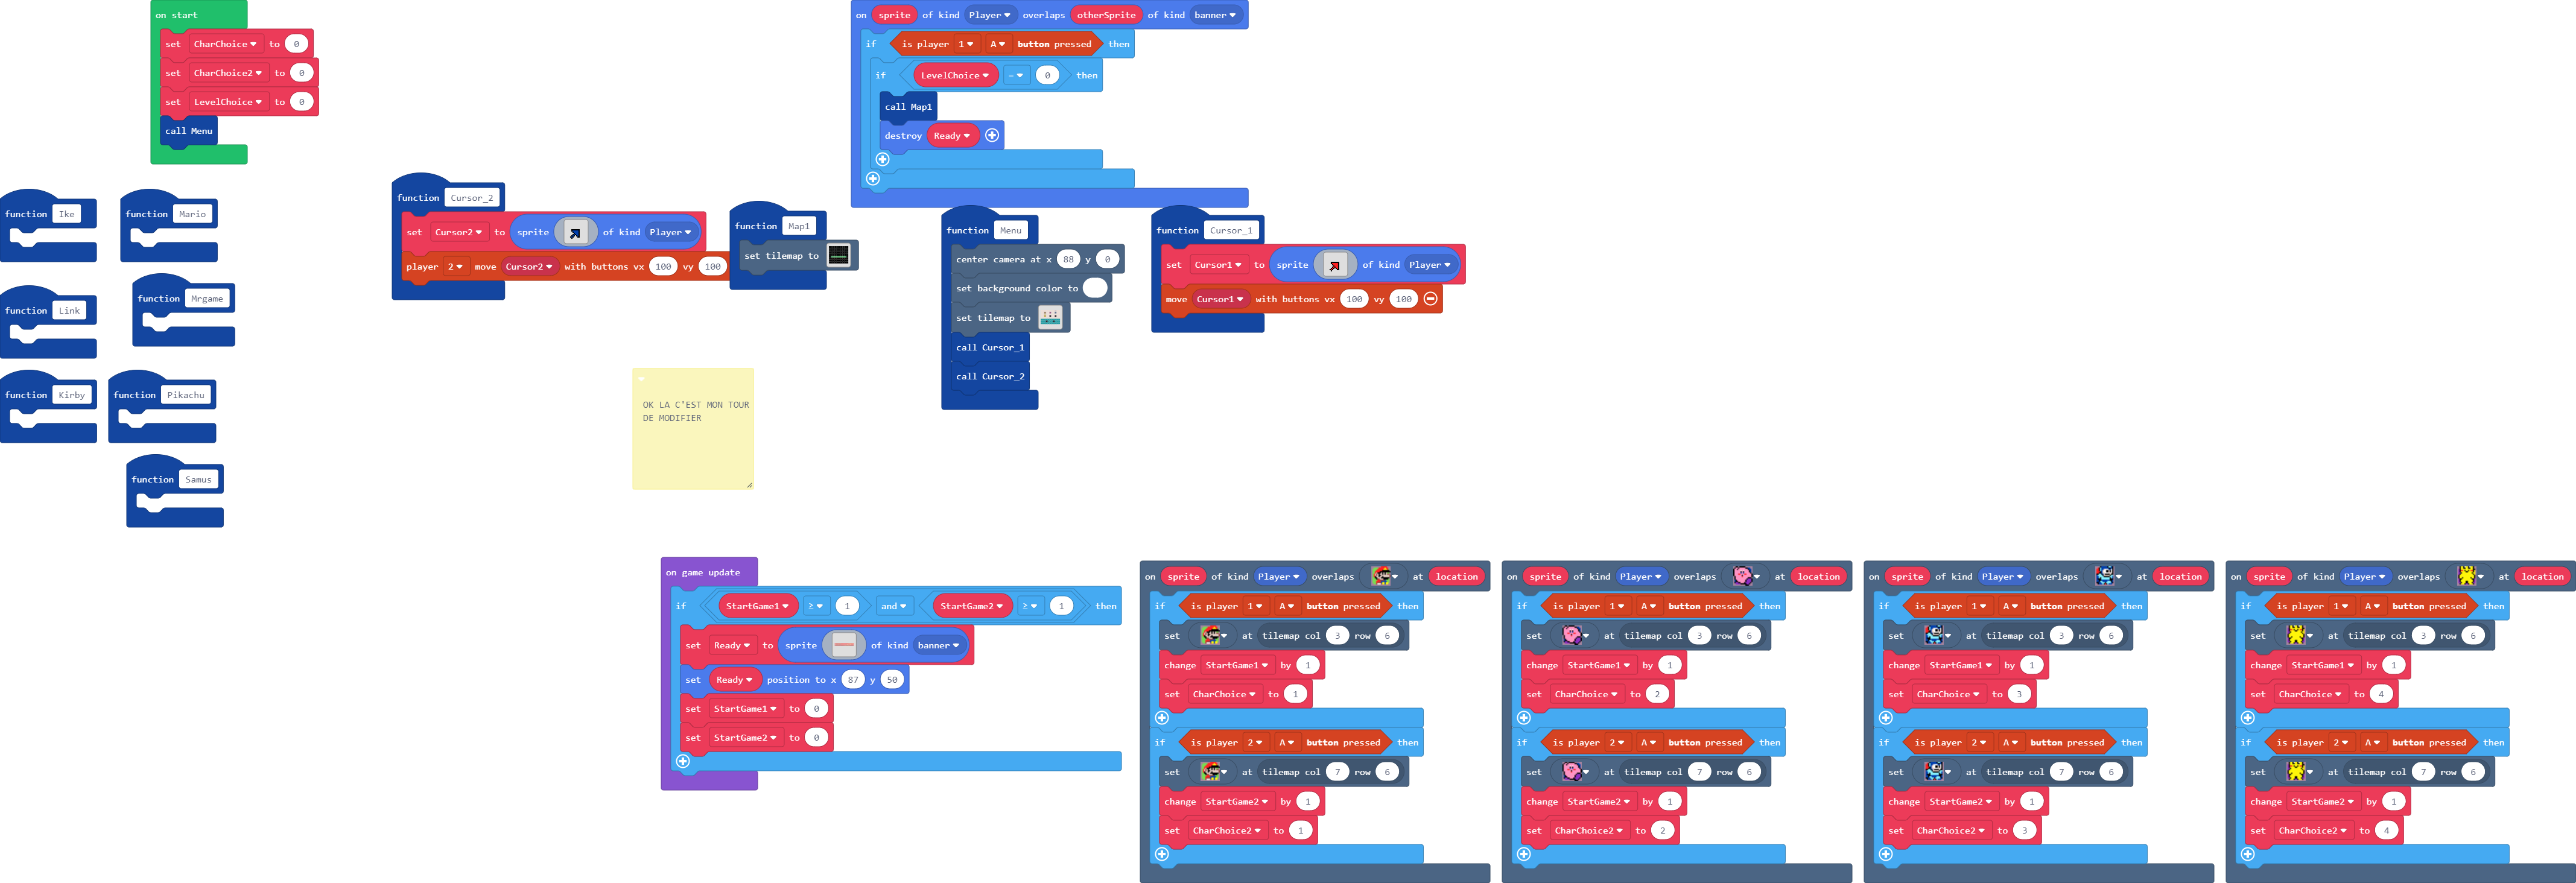 on start
set CharChoice to 0
set CharChoice2 to 0
set LevelChoice to 0
call Menu
on sprite of kind Player overlaps otherSprite of kind banner
if is player 1 A button pressed then
if LevelChoice = 0 then
call Map1
destroy Ready
function Ike
function Mario
function Link
function Mrgame
function Kirby
function Pikachu
function Samus
function Cursor_2
set Cursor2 to sprite of kind Player
player 2 move Cursor2 with buttons vx 100 vy 100
function Map1
set tilemap to
function Menu
center camera at x 88 y 0
set background color to
set tilemap to
call Cursor_1
call Cursor_2
function Cursor_1
set Cursor1 to sprite of kind Player
move Cursor1 with buttons vx 100 vy 100
OK LA C'EST MON TOUR
DE MODIFIER
on game update
if StartGame1 ≥ 1 and StartGame2 ≥ 1 then
set Ready to sprite of kind banner
set Ready position to x 87 y 50
set StartGame1 to 0
set StartGame2 to 0
on sprite of kind Player overlaps at location
if is player 1 A button pressed then
set at tilemap col 3 row 6
change StartGame1 by 1
set CharChoice to 1
if is player 2 A button pressed then
set at tilemap col 7 row 6
change StartGame2 by 1
set CharChoice2 to 1
on sprite of kind Player overlaps at location
if is player 1 A button pressed then
set at tilemap col 3 row 6
change StartGame1 by 1
set CharChoice to 2
if is player 2 A button pressed then
set at tilemap col 7 row 6
change StartGame2 by 1
set CharChoice2 to 2
on sprite of kind Player overlaps at location
if is player 1 A button pressed then
set at tilemap col 3 row 6
change StartGame1 by 1
set CharChoice to 3
if is player 2 A button pressed then
set at tilemap col 7 row 6
change StartGame2 by 1
set CharChoice2 to 3
on sprite of kind Player overlaps at location
if is player 1 A button pressed then
set at tilemap col 3 row 6
change StartGame1 by 1
set CharChoice to 4
if is player 2 A button pressed then
set at tilemap col 7 row 6
change StartGame2 by 1
set CharChoice2 to 4